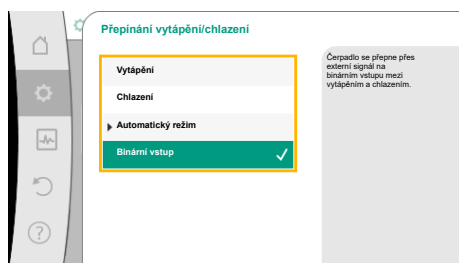 Přepínání vytápění/chlazení
Vytápění
Chlazení
Automatický režim
Binární vstup
Čerpadlo se přepne přes
externí signál na
binárním vstupu mezi
vytápěním a chlazením.
?